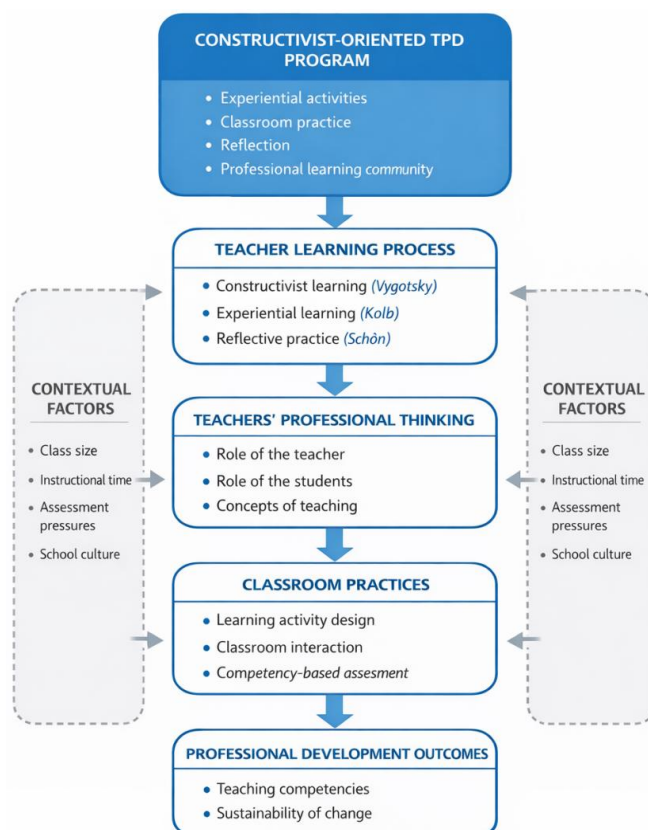 CONSTRUCTIVIST-ORIENTED TPD
PROGRAM
• Experiential activities
• Classroom practice
• Reflection
• Professional learning community
TEACHER LEARNING PROCESS
• Constructivist learning (Vygotsky)
• Experiential learning (Kolb)
• Reflective practice (Schôn)
CONTEXTUAL
FACTORS
• Class size
• Instructional time
• Assessment
pressures
• School culture
TEACHERS’ PROFESSIONAL THINKING
• Role of the teacher
• Role of the students
• Concepts of teaching
CONTEXTUAL
FACTORS
• Class size
• Instructional time
• Assessment
pressures
• School culture
CLASSROOM PRACTICES
• Learning activity design
• Classroom interaction
• Competency-based assesment
PROFESSIONAL DEVELOPMENT OUTCOMES
• Teaching competencies
• Sustainability of change